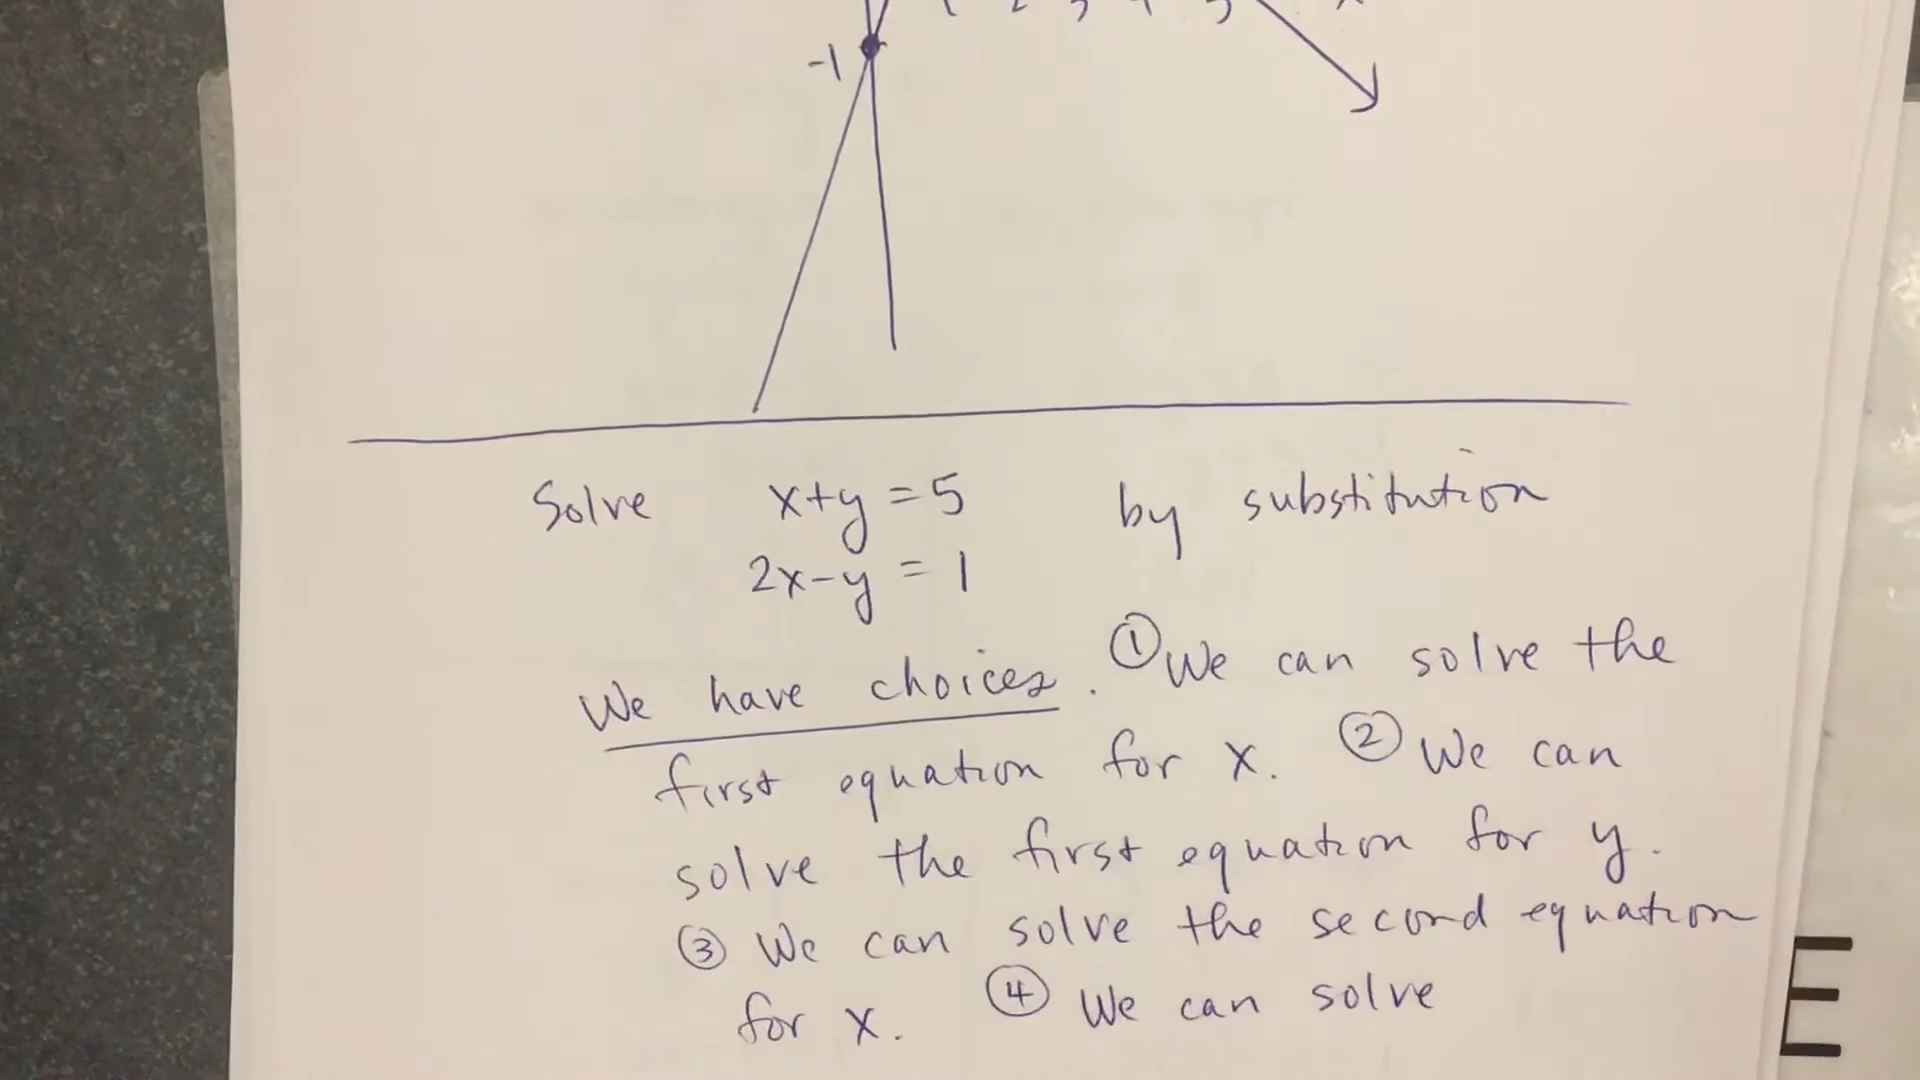 -1
Solve x+y=5 by substitution
2x-y=1
We have choices. ① We can solve the
first equation for x. ② We can
solve the first equation for y.
③ We can solve the second equation
for x. ④ We can solve
E